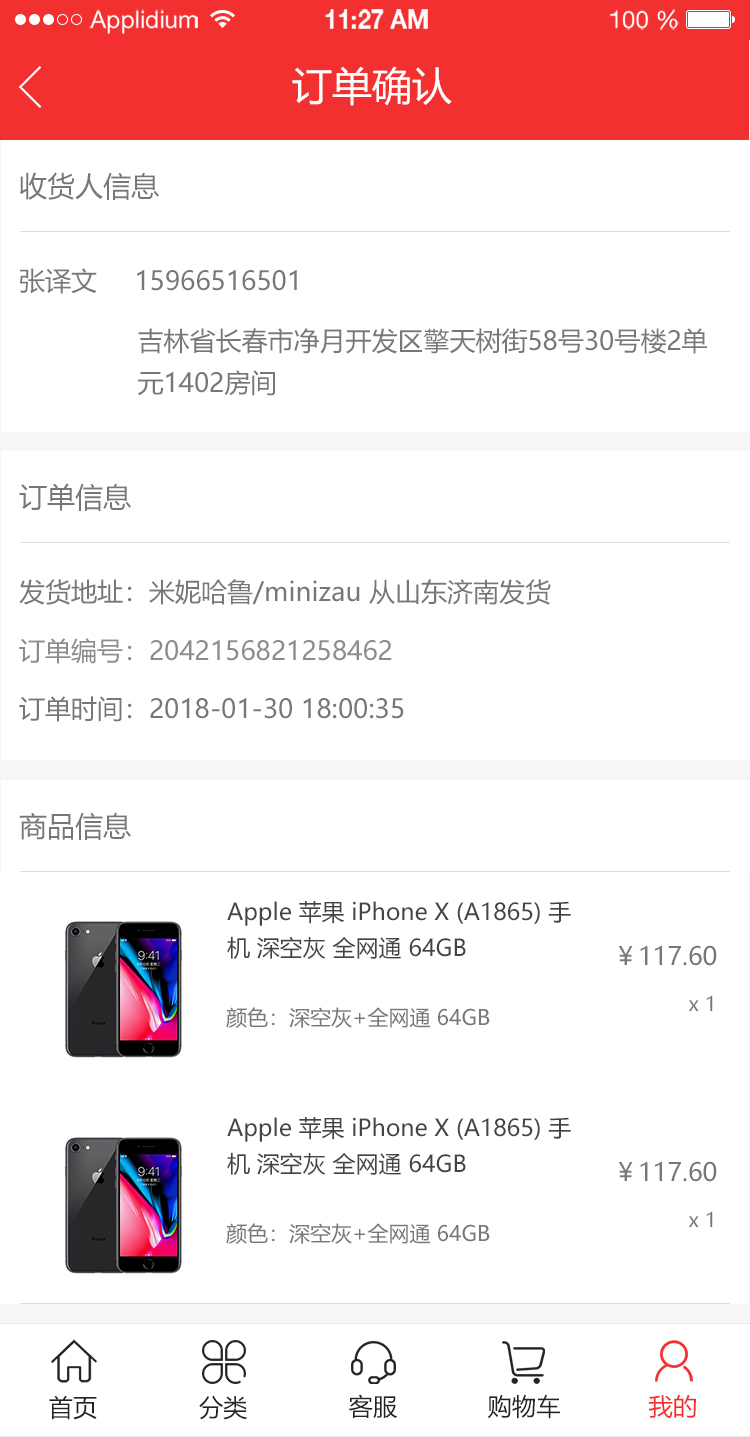 Applidium 11:27 AM 100 %
订单确认
收货人信息
张译文 15966516501
吉林省长春市净月开发区擎天树街58号30号楼2单
元1402房间
订单信息
发货地址：米妮哈鲁/minizau 从山东济南发货
订单编号：2042156821258462
订单时间：2018-01-30 18:00:35
商品信息
Apple 苹果 iPhone X (A1865) 手
机 深空灰 全网通 64GB
¥ 117.60
x 1
颜色：深空灰+全网通 64GB
9:41
iPhone
Apple 苹果 iPhone X (A1865) 手
机 深空灰 全网通 64GB
¥ 117.60
x 1
颜色：深空灰+全网通 64GB
9:41
iPhone
首页 分类 客服 购物车 我的